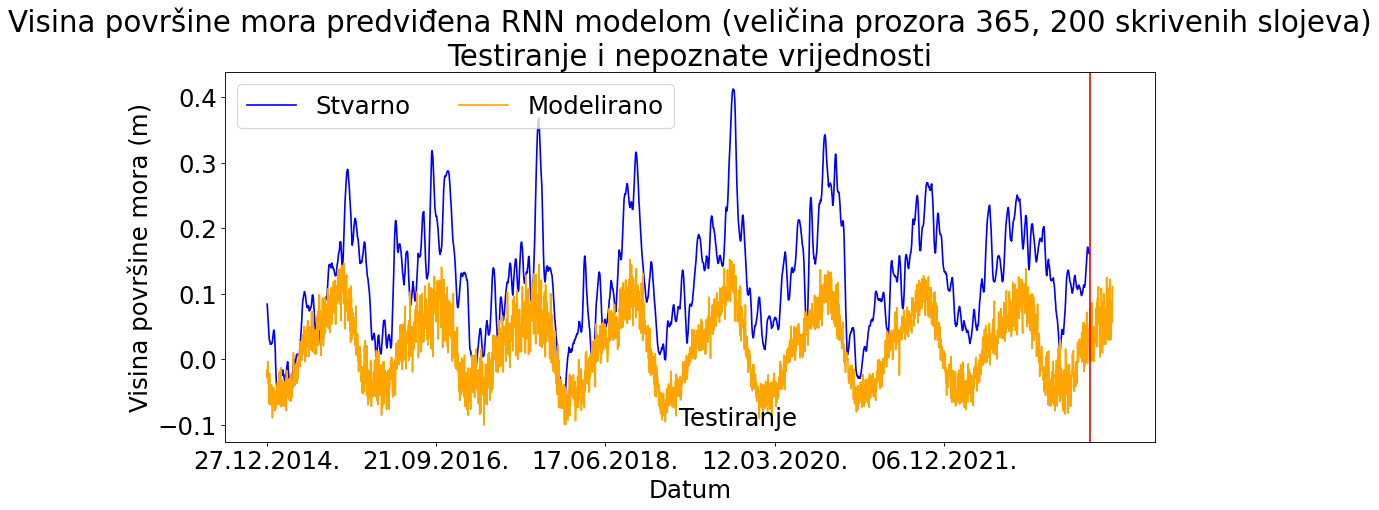 Visina površine mora predviđena RNN modelom (veličina prozora 365, 200 skrivenih slojeva)
Testiranje i nepoznate vrijednosti
Stvarno Modelirano
Visina površine mora (m)
0.4
0.3
0.2
0.1
0.0
−0.1
Testiranje
27.12.2014. 21.09.2016. 17.06.2018. 12.03.2020. 06.12.2021.
Datum